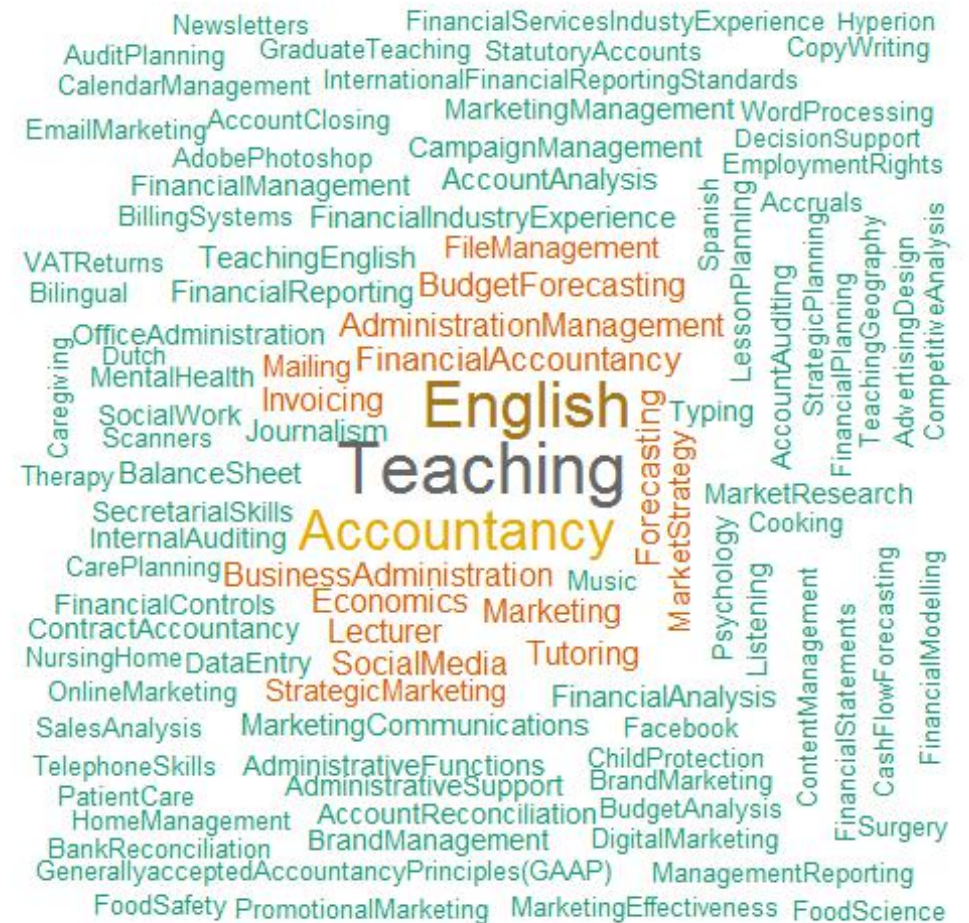 Newsletters
FinancialServicesIndustyExperience
Hyperion
AuditPlanning
GraduateTeaching
StatutoryAccounts
CopyWriting
CalendarManagement
InternationalFinancialReportingStandards
MarketingManagement
WordProcessing
EmailMarketing
AccountClosing
DecisionSupport
AdobePhotoshop
CampaignManagement
EmploymentRights
FinancialManagement
AccountAnalysis
Accruals
BillingSystems
FinancialIndustryExperience
Spanish
LessonPlanning
FileManagement
VATReturns
TeachingEnglish
Bilingual
FinancialReporting
BudgetForecasting
AccountAuditing
StrategicPlanning
FinancialPlanning
TeachingGeography
AdvertisingDesign
CompetitiveAnalysis
OfficeAdministration
AdministrationManagement
Dutch
Mailing
FinancialAccountancy
Caregiving
MentalHealth
Invoicing
English
Typing
SocialWork
Journalism
Scanners
Teaching
Forecasting
MarketStrategy
Therapy
BalanceSheet
MarketResearch
SecretarialSkills
Accountancy
Cooking
InternalAuditing
CarePlanning
BusinessAdministration
Music
Psychology
Listening
FinancialControls
Economics
Marketing
ContentManagement
FinancialStatements
CashFlowForecasting
FinancialModelling
ContractAccountancy
Lecturer
NursingHome
DataEntry
SocialMedia
Tutoring
OnlineMarketing
StrategicMarketing
FinancialAnalysis
SalesAnalysis
MarketingCommunications
Facebook
TelephoneSkills
AdministrativeFunctions
ChildProtection
AdministrativeSupport
BrandMarketing
PatientCare
HomeManagement
AccountReconciliation
BudgetAnalysis
BankReconciliation
BrandManagement
DigitalMarketing
Surgery
GenerallyacceptedAccountancyPrinciples(GAAP)
ManagementReporting
FoodSafety
PromotionalMarketing
MarketingEffectiveness
FoodScience